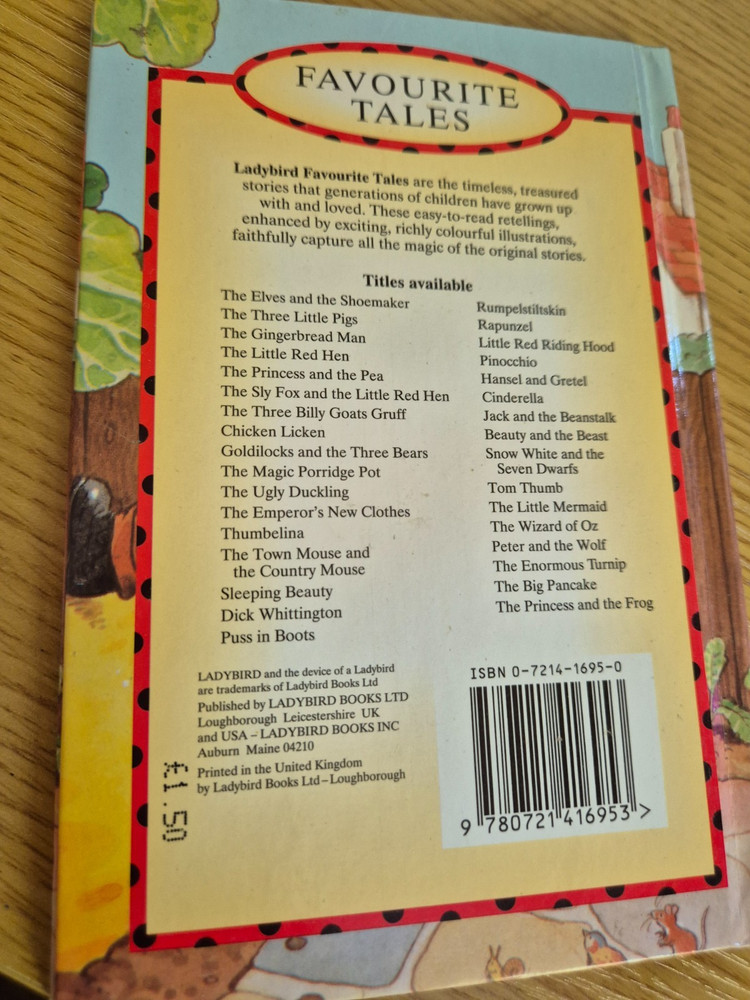 FAVOURITE
TALES
Ladybird Favourite Tales are the timeless, treasured
stories that generations of children have grown up
with and loved. These easy-to-read retellings,
enhanced by exciting, richly colourful illustrations,
faithfully capture all the magic of the original stories.
Titles available
The Elves and the Shoemaker
The Three Little Pigs
The Gingerbread Man
The Little Red Hen
The Princess and the Pea
The Sly Fox and the Little Red Hen
The Three Billy Goats Gruff
Chicken Licken
Goldilocks and the Three Bears
The Magic Porridge Pot
The Ugly Duckling
The Emperor's New Clothes
Thumbelina
The Town Mouse and
the Country Mouse
Sleeping Beauty
Dick Whittington
Puss in Boots
Rumpelstiltskin
Rapunzel
Little Red Riding Hood
Pinocchio
Hansel and Gretel
Cinderella
Jack and the Beanstalk
Beauty and the Beast
Snow White and the
Seven Dwarfs
Tom Thumb
The Little Mermaid
The Wizard of Oz
Peter and the Wolf
The Enormous Turnip
The Big Pancake
The Princess and the Frog
LADYBIRD and the device of a Ladybird
are trademarks of Ladybird Books Ltd
Published by LADYBIRD BOOKS LTD
Loughborough Leicestershire UK
and USA – LADYBIRD BOOKS INC
Auburn Maine 04210
Printed in the United Kingdom
by Ladybird Books Ltd – Loughborough
£1.50
ISBN 0-7214-1695-0
9 780721 416953 >